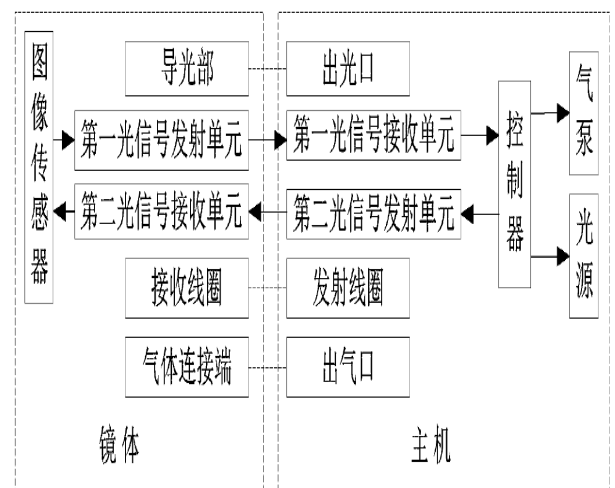 图像传感器
导光部
出光口
第一光信号发射单元
第一光信号接收单元
第二光信号接收单元
第二光信号发射单元
接收线圈
发射线圈
气体连接端
出气口
控制器
气泵
光源
镜体
主机